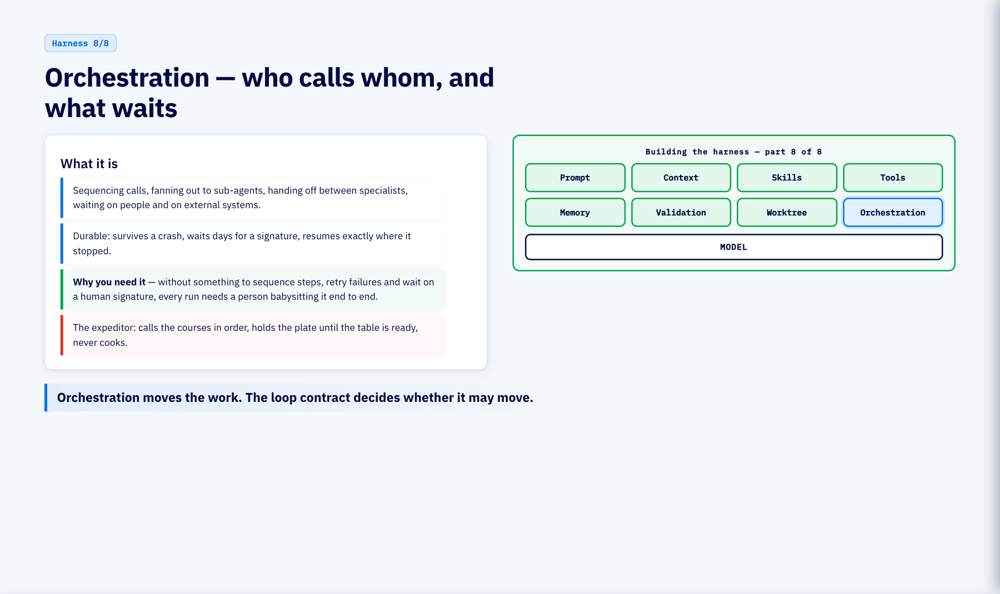 Harness 8/8
Orchestration — who calls whom, and
what waits
What it is
Sequencing calls, fanning out to sub-agents, handing off between specialists,
waiting on people and on external systems.
Durable: survives a crash, waits days for a signature, resumes exactly where it
stopped.
Why you need it — without something to sequence steps, retry failures and wait on
a human signature, every run needs a person babysitting it end to end.
The expeditor: calls the courses in order, holds the plate until the table is ready,
never cooks.
Building the harness — part 8 of 8
Prompt
Context
Skills
Tools
Memory
Validation
Worktree
Orchestration
MODEL
Orchestration moves the work. The loop contract decides whether it may move.